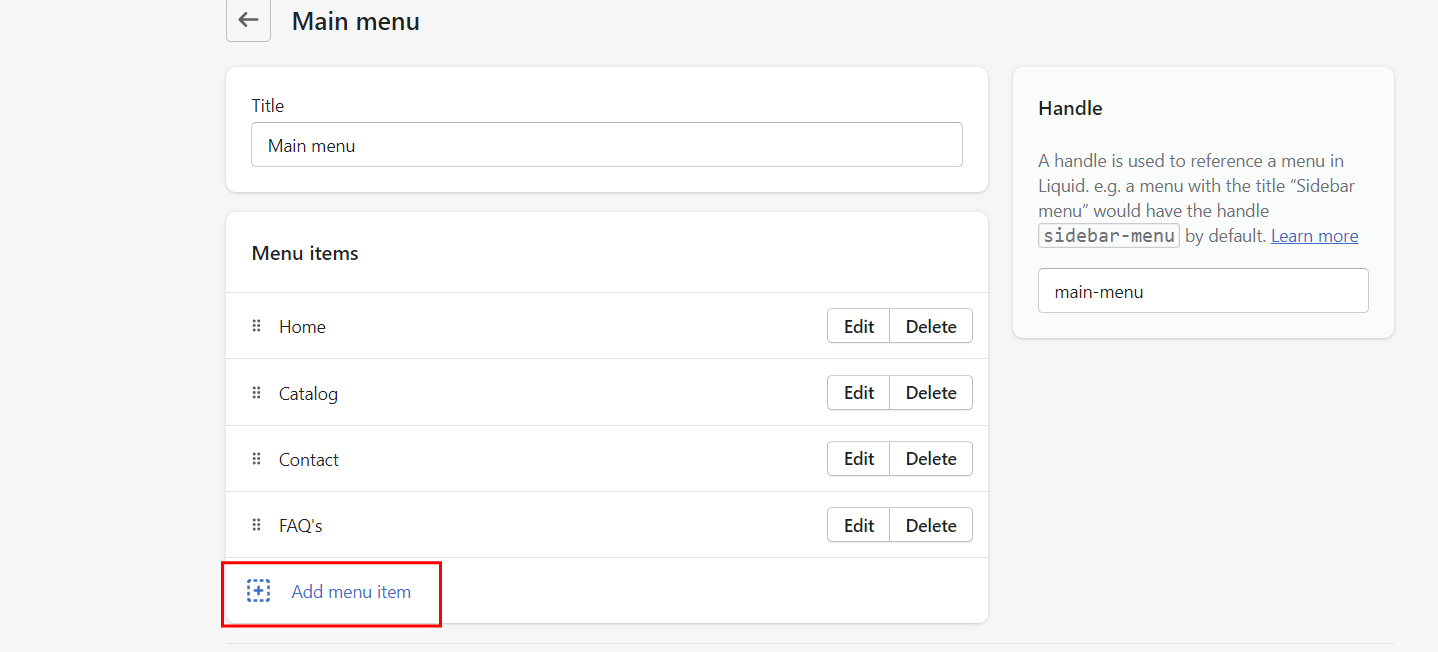 Main menu
Title
Main menu
Menu items
Home
Edit
Delete
Catalog
Edit
Delete
Contact
Edit
Delete
FAQ's
Edit
Delete
Add menu item
Handle
A handle is used to reference a menu in
Liquid. e.g. a menu with the title “Sidebar
menu” would have the handle
sidebar-menu by default. Learn more
main-menu